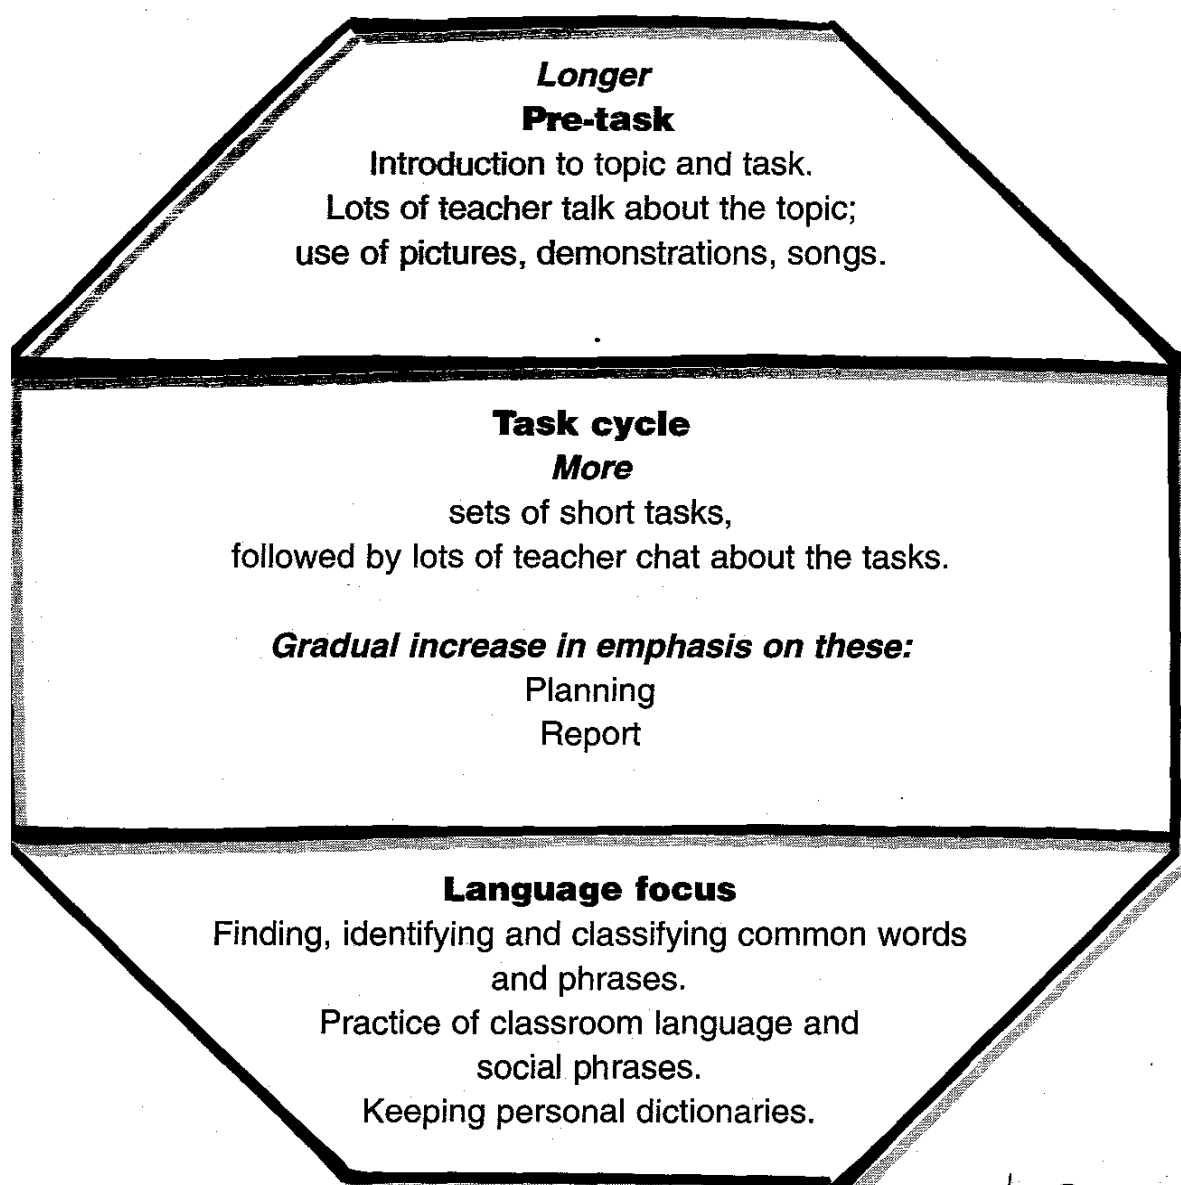 Longer
Pre-task
Introduction to topic and task.
Lots of teacher talk about the topic;
use of pictures, demonstrations, songs.
Task cycle
More
sets of short tasks,
followed by lots of teacher chat about the tasks.
Gradual increase in emphasis on these:
Planning
Report
Language focus
Finding, identifying and classifying common words
and phrases.
Practice of classroom language and
social phrases.
Keeping personal dictionaries.